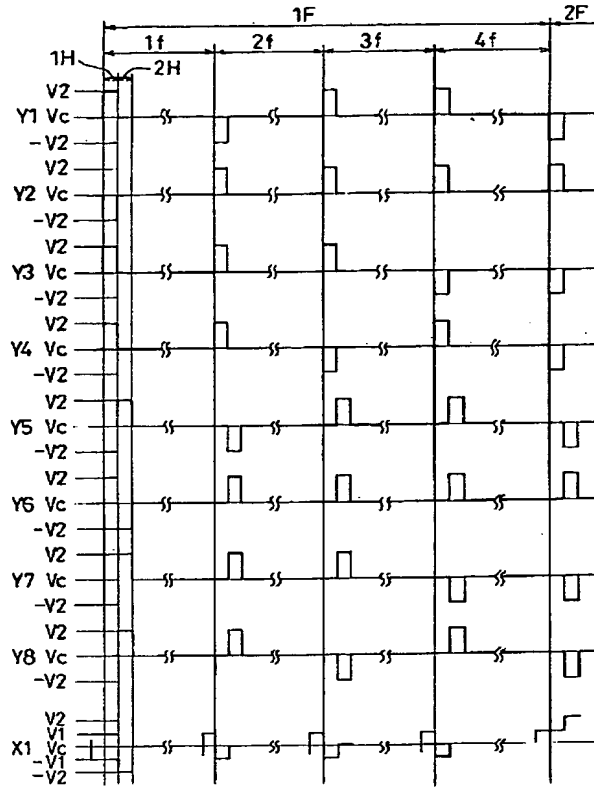 1F 2F
1f 2f 3f 4f
1H 2H
V2
Y1 Vc
-V2
V2
Y2 Vc
-V2
V2
Y3 Vc
-V2
V2
Y4 Vc
-V2
V2
Y5 Vc
-V2
V2
Y6 Vc
-V2
V2
Y7 Vc
-V2
V2
Y8 Vc
-V2
V2
V1
X1 Vc
-V1
-V2